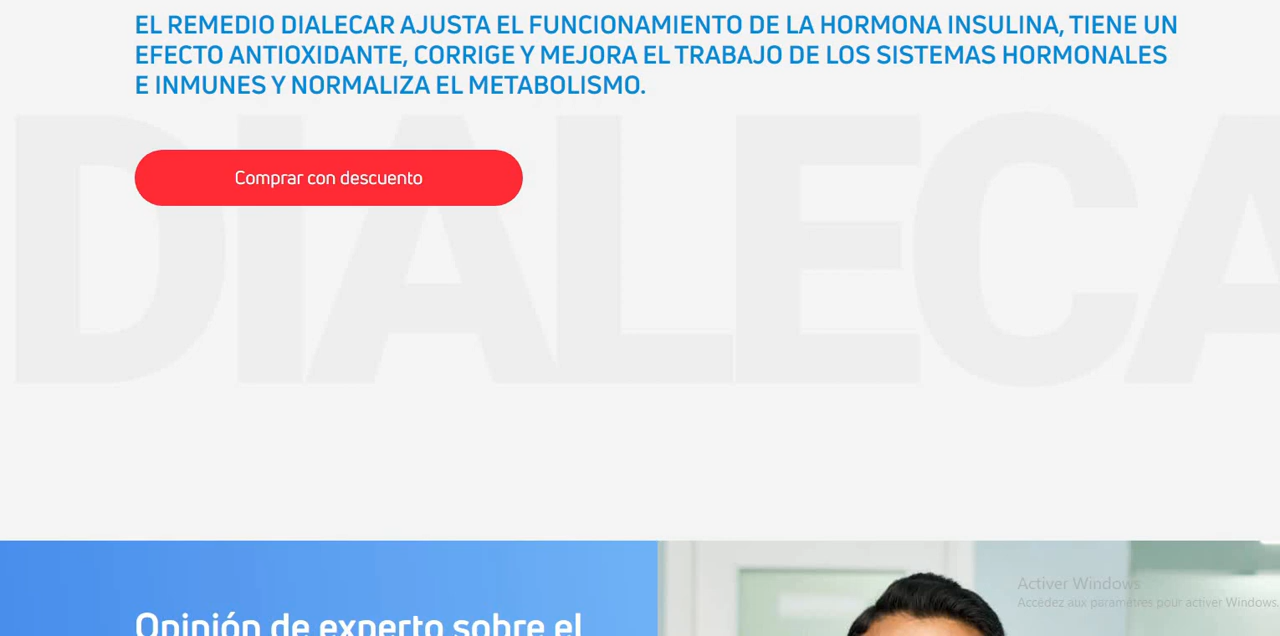 EL REMEDIO DIALECAR AJUSTA EL FUNCIONAMIENTO DE LA HORMONA INSULINA, TIENE UN
EFECTO ANTIOXIDANTE, CORRIGE Y MEJORA EL TRABAJO DE LOS SISTEMAS HORMONALES
E INMUNES Y NORMALIZA EL METABOLISMO.
DIALECA
Comprar con descuento
Activer Windows
Accédez aux paramètres pour activer Windows.
Opinión de experto sobre el